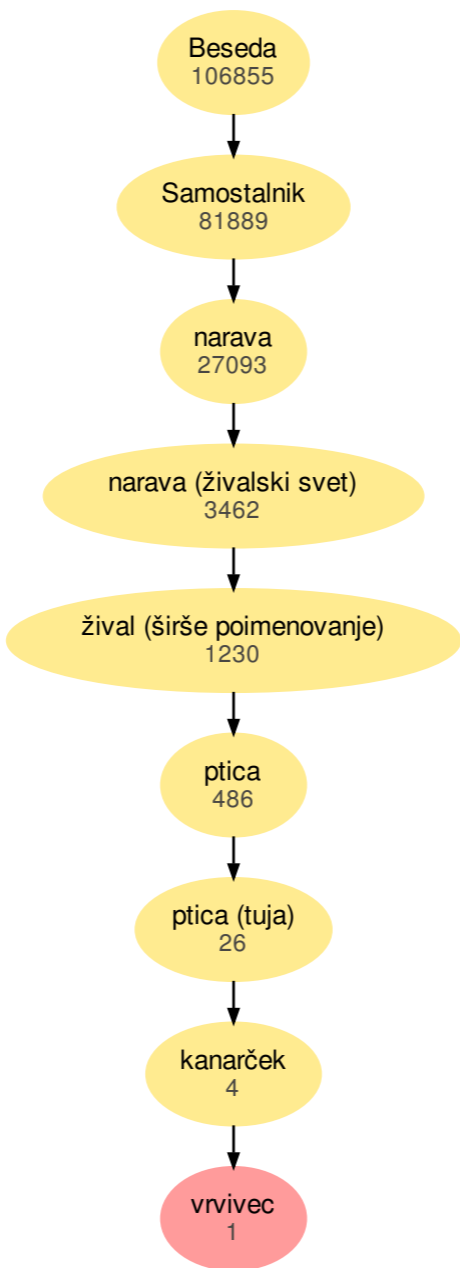 Beseda
106855
Samostalnik
81889
narava
27093
narava (živalski svet)
3462
žival (širše poimenovanje)
1230
ptica
486
ptica (tuja)
26
kanarček
4
vrvivec
1